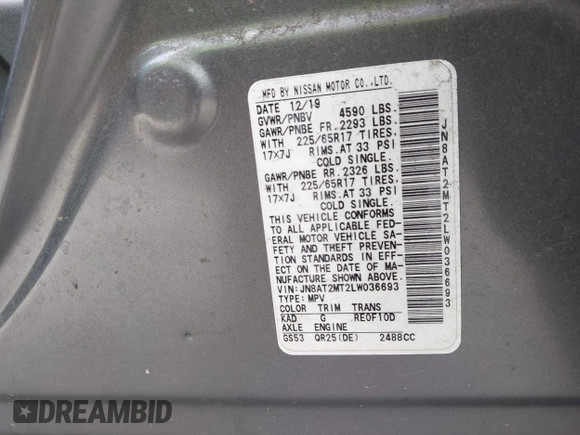 MFD BY NISSAN MOTOR CO.,LTD.
DATE 12/19
GVWR/PNBV 4590 LBS.
GAWR/PNBE FR.2293 LBS.
WITH 225/65R17 TIRES.
17X7J RIMS.AT 33 PSI
COLD SINGLE.
GAWR/PNBE RR.2326 LBS.
WITH 225/65R17 TIRES.
17X7J RIMS.AT 33 PSI
COLD SINGLE.
THIS VEHICLE CONFORMS
TO ALL APPLICABLE FED-
ERAL MOTOR VEHICLE SA-
FETY AND THEFT PREVENTION
STANDARDS IN EFFECT
ON THE DATE OF MA-
NUFACTURE SHOWN ABOVE.
VIN:JN8AT2MT2LW036693
TYPE:MPV
COLOR TRIM TRANS
KAD G RE0F10D
AXLE ENGINE
GS53 QR25(DE) 2488CC
JN8AT2MT2LW036693
DREAMBID